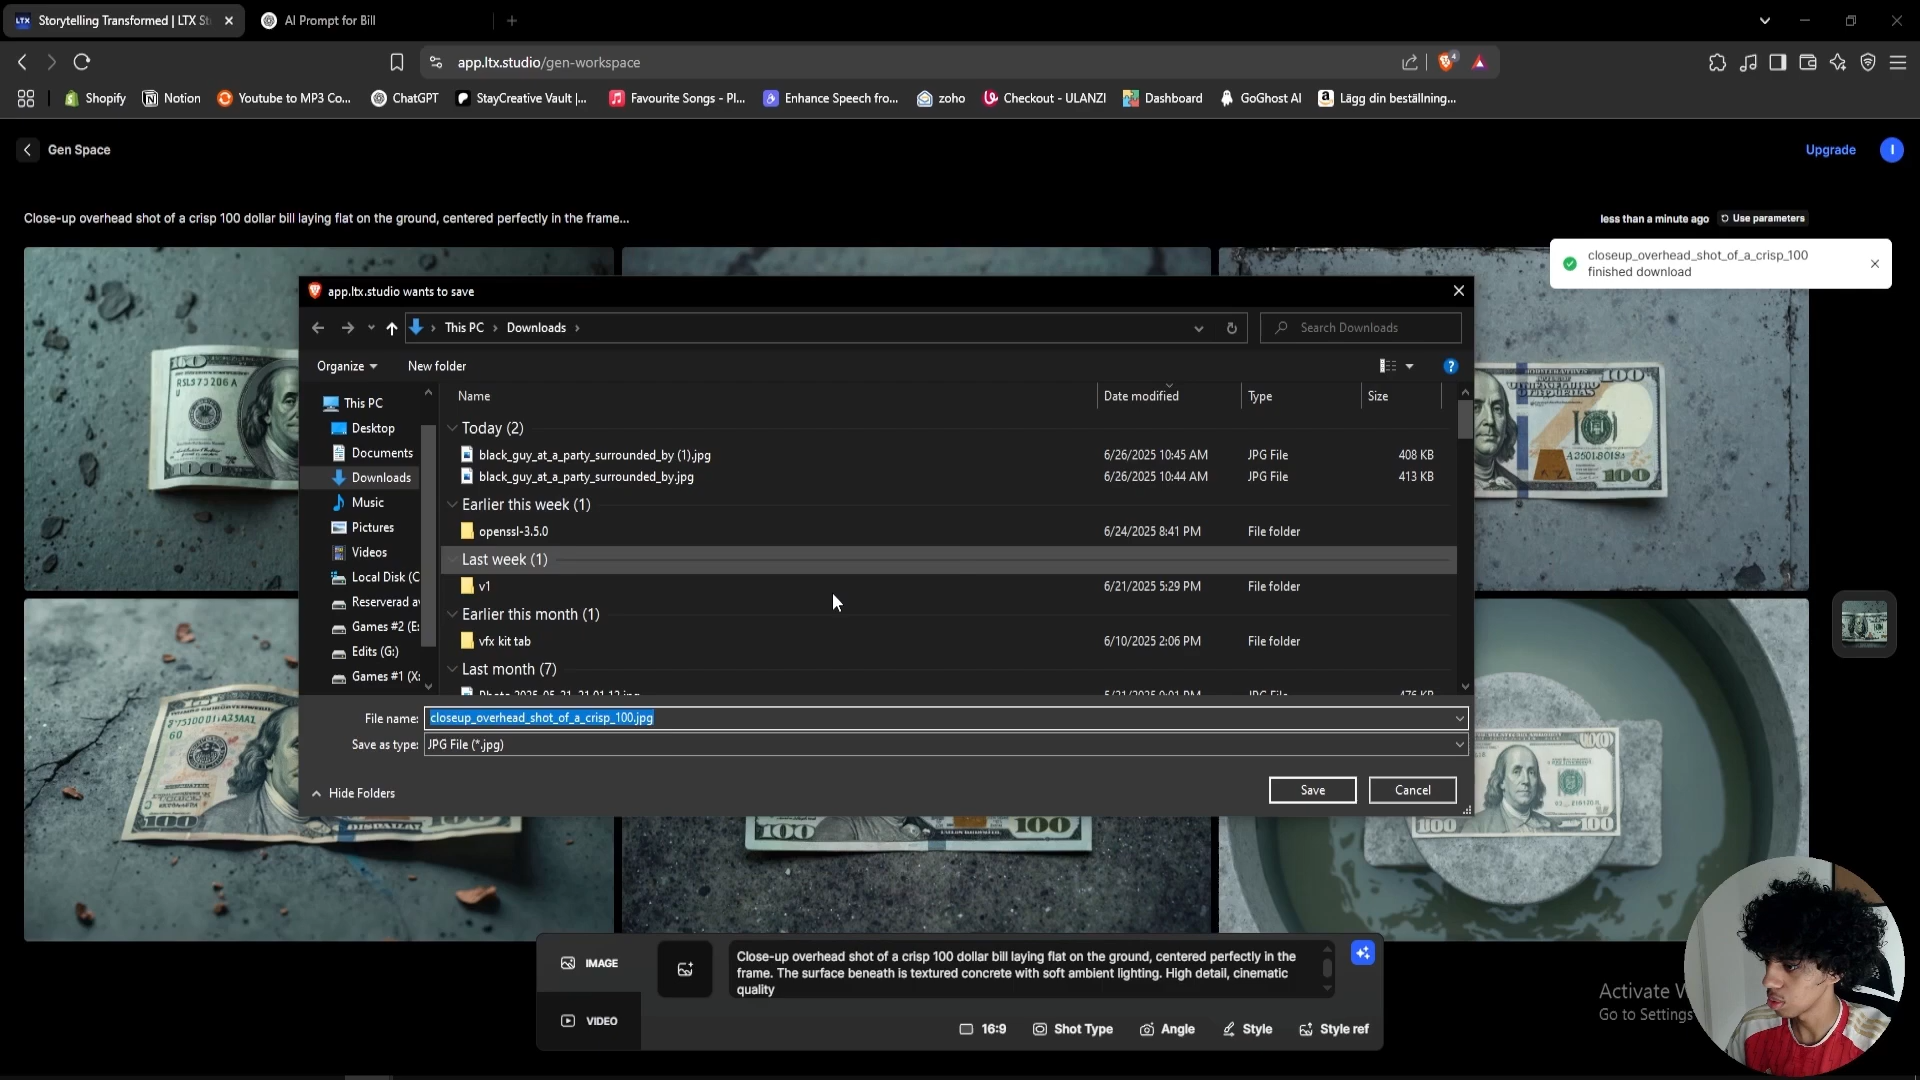 LTX Storytelling Transformed | LTX St
AI Prompt for Bill
app.ltx.studio/gen-workspace
4
Shopify
Notion
Youtube to MP3 Co...
ChatGPT
StayCreative Vault |...
Favourite Songs - Pl...
Enhance Speech fro...
zoho
Checkout - ULANZI
Dashboard
GoGhost AI
Lägg din beställning...
Gen Space
Upgrade
I
Close-up overhead shot of a crisp 100 dollar bill laying flat on the ground, centered perfectly in the frame...
less than a minute ago
Use parameters
closeup_overhead_shot_of_a_crisp_100
finished download
app.ltx.studio wants to save
This PC
Downloads
Search Downloads
Organize
New folder
This PC
Desktop
Documents
Downloads
Music
Pictures
Videos
Local Disk (C
Reserverad a
Games #2 (E:
Edits (G:)
Games #1 (X:
Name
Date modified
Type
Size
Today (2)
black_guy_at_a_party_surrounded_by (1).jpg 6/26/2025 10:45 AM JPG File 408 KB
black_guy_at_a_party_surrounded_by.jpg 6/26/2025 10:44 AM JPG File 413 KB
Earlier this week (1)
openssl-3.5.0 6/24/2025 8:41 PM File folder
Last week (1)
v1 6/21/2025 5:29 PM File folder
Earlier this month (1)
vfx kit tab 6/10/2025 2:06 PM File folder
Last month (7)
File name: closeup_overhead_shot_of_a_crisp_100.jpg
Save as type: JPG File (*.jpg)
Hide Folders
Save
Cancel
100
100
100
100
100
100
IMAGE
VIDEO
Close-up overhead shot of a crisp 100 dollar bill laying flat on the ground, centered perfectly in the
frame. The surface beneath is textured concrete with soft ambient lighting. High detail, cinematic
quality
16:9
Shot Type
Angle
Style
Style ref
Activate
Go to Settings